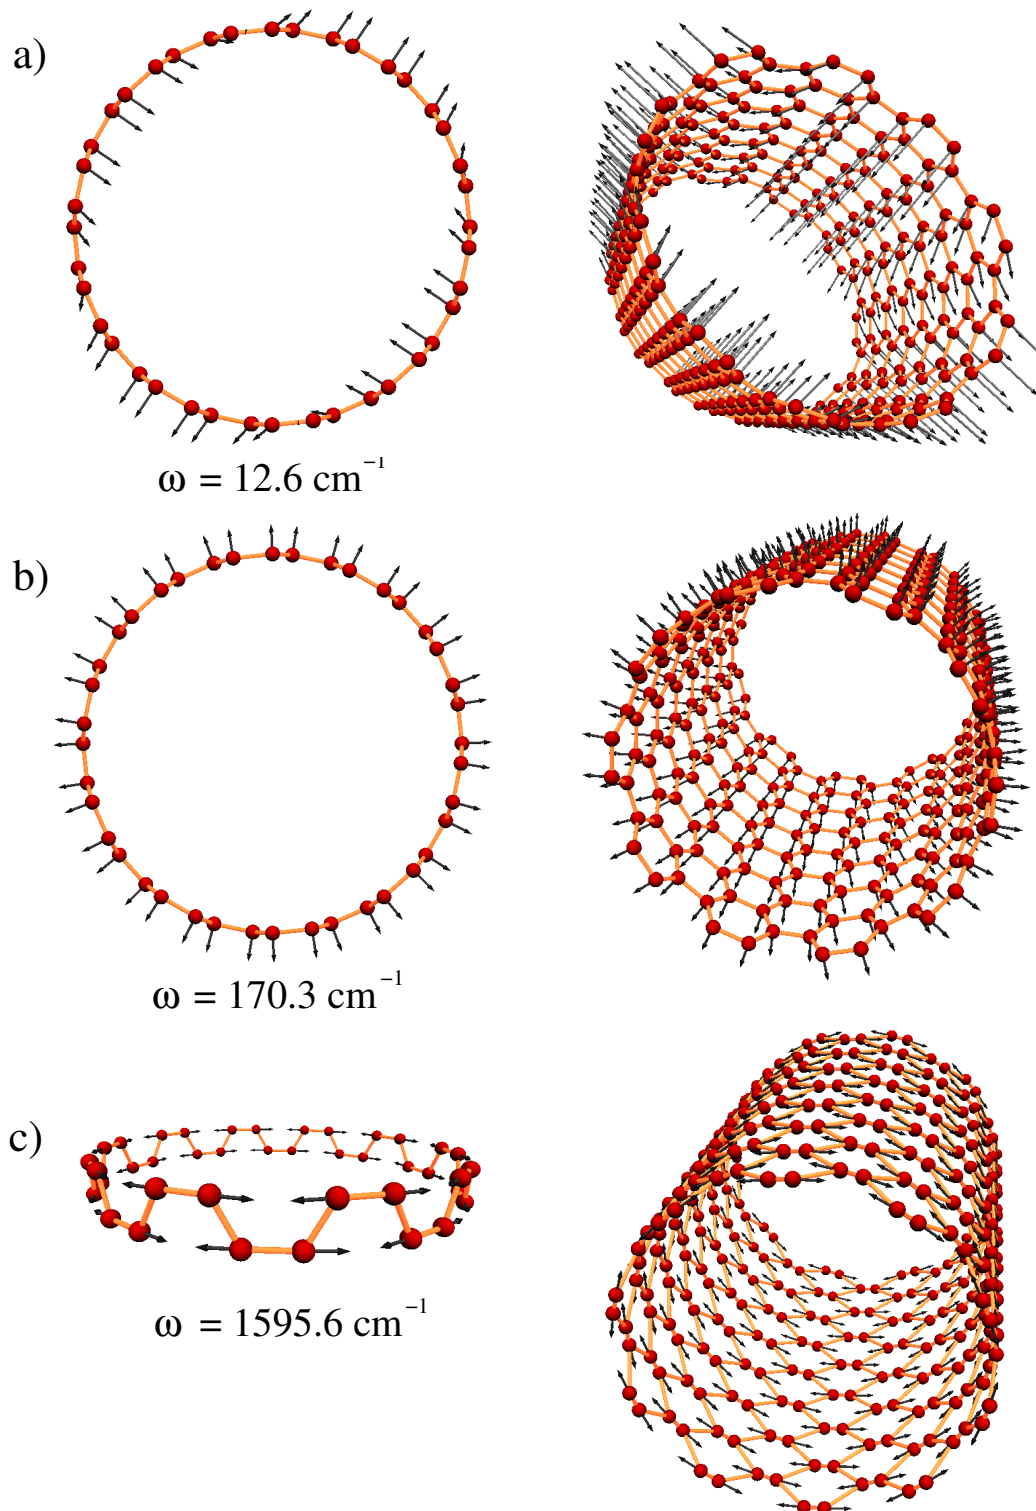 a)
ω = 12.6 cm⁻¹
b)
ω = 170.3 cm⁻¹
c)
ω = 1595.6 cm⁻¹